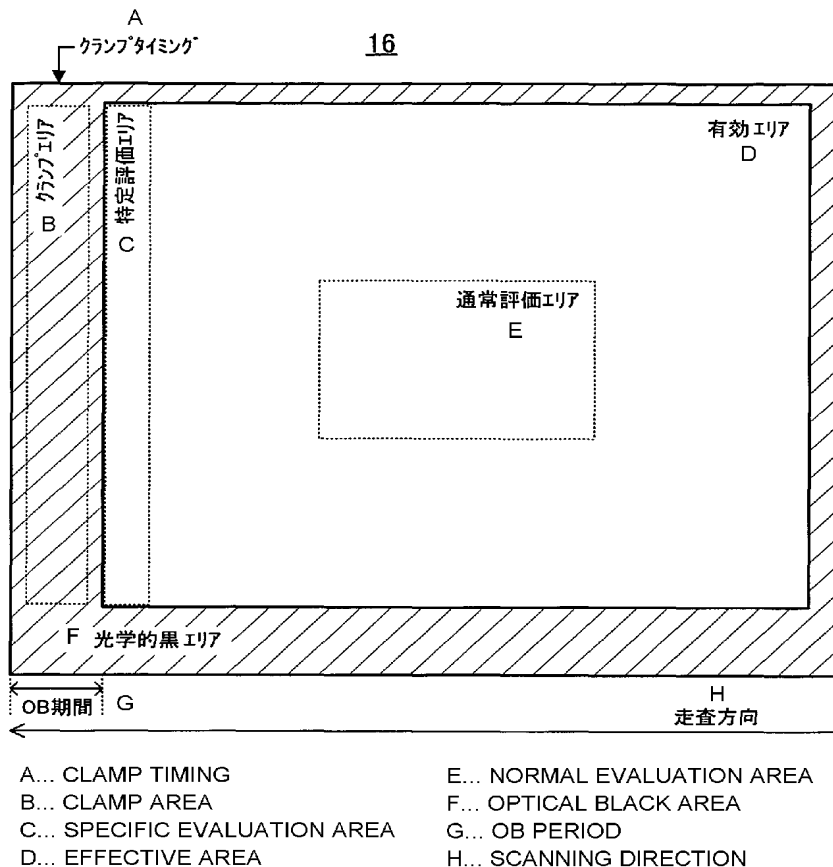 A
クランプタイミング
16
クランプエリア
B
特定評価エリア
C
有効エリア
D
通常評価エリア
E
F 光学的黒エリア
OB期間
G
H
走査方向
A... CLAMP TIMING
B... CLAMP AREA
C... SPECIFIC EVALUATION AREA
D... EFFECTIVE AREA
E... NORMAL EVALUATION AREA
F... OPTICAL BLACK AREA
G... OB PERIOD
H... SCANNING DIRECTION